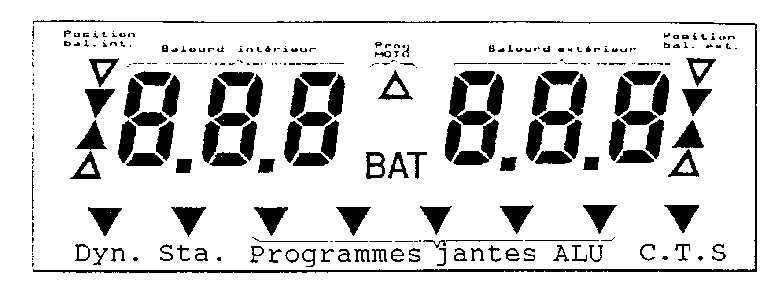 Position bal.int.
Balourd intérieur
Prog MOTO
Balourd extérieur
Position bal. ext.
8.8.8
8.8.8
BAT
Dyn. Sta. Programmes jantes ALU C.T.S